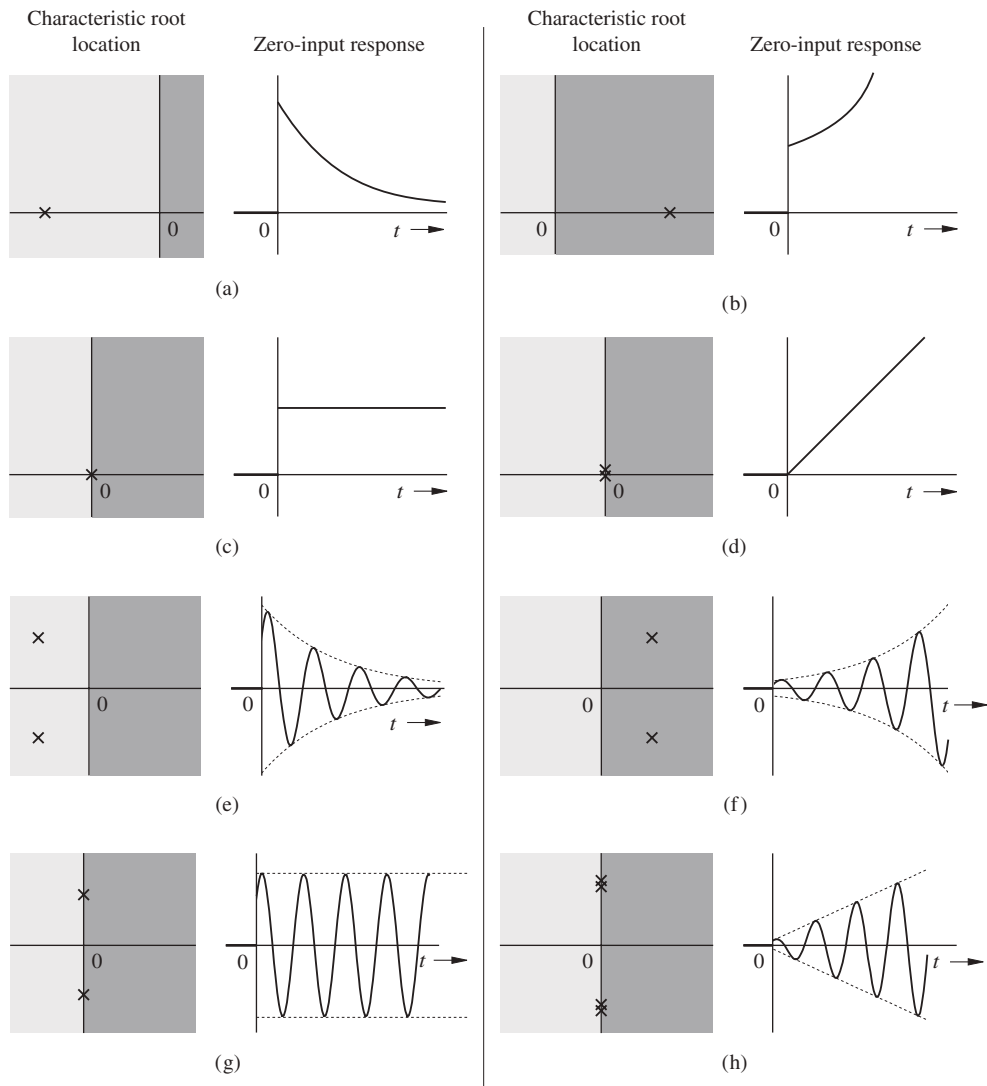 Characteristic root
location
Zero-input response
Characteristic root
location
Zero-input response
0
0
t
(a)
0
0
t
(b)
0
0
t
(c)
0
0
t
(d)
0
0
t
(e)
0
0
t
(f)
0
0
t
(g)
0
0
t
(h)